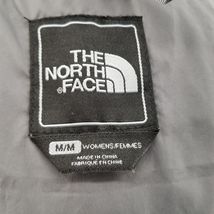 THE
NORTH
FACE
®
M/M WOMENS/FEMMES
MADE IN CHINA
FABRIQUÉ EN CHINE